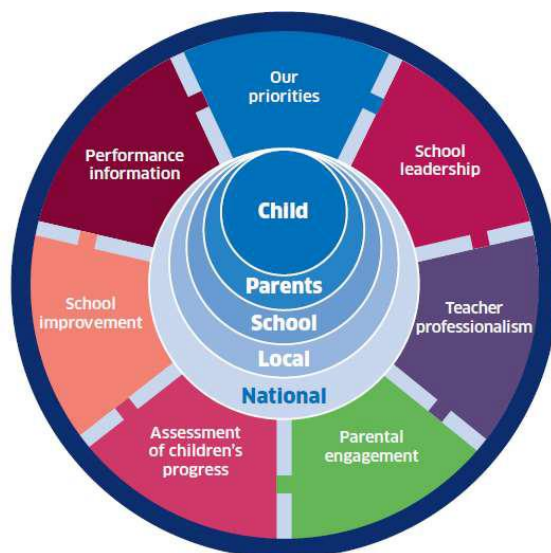 Our
priorities
School
leadership
Teacher
professionalism
Parental
engagement
Assessment
of children's
progress
School
improvement
Performance
information
Child
Parents
School
Local
National